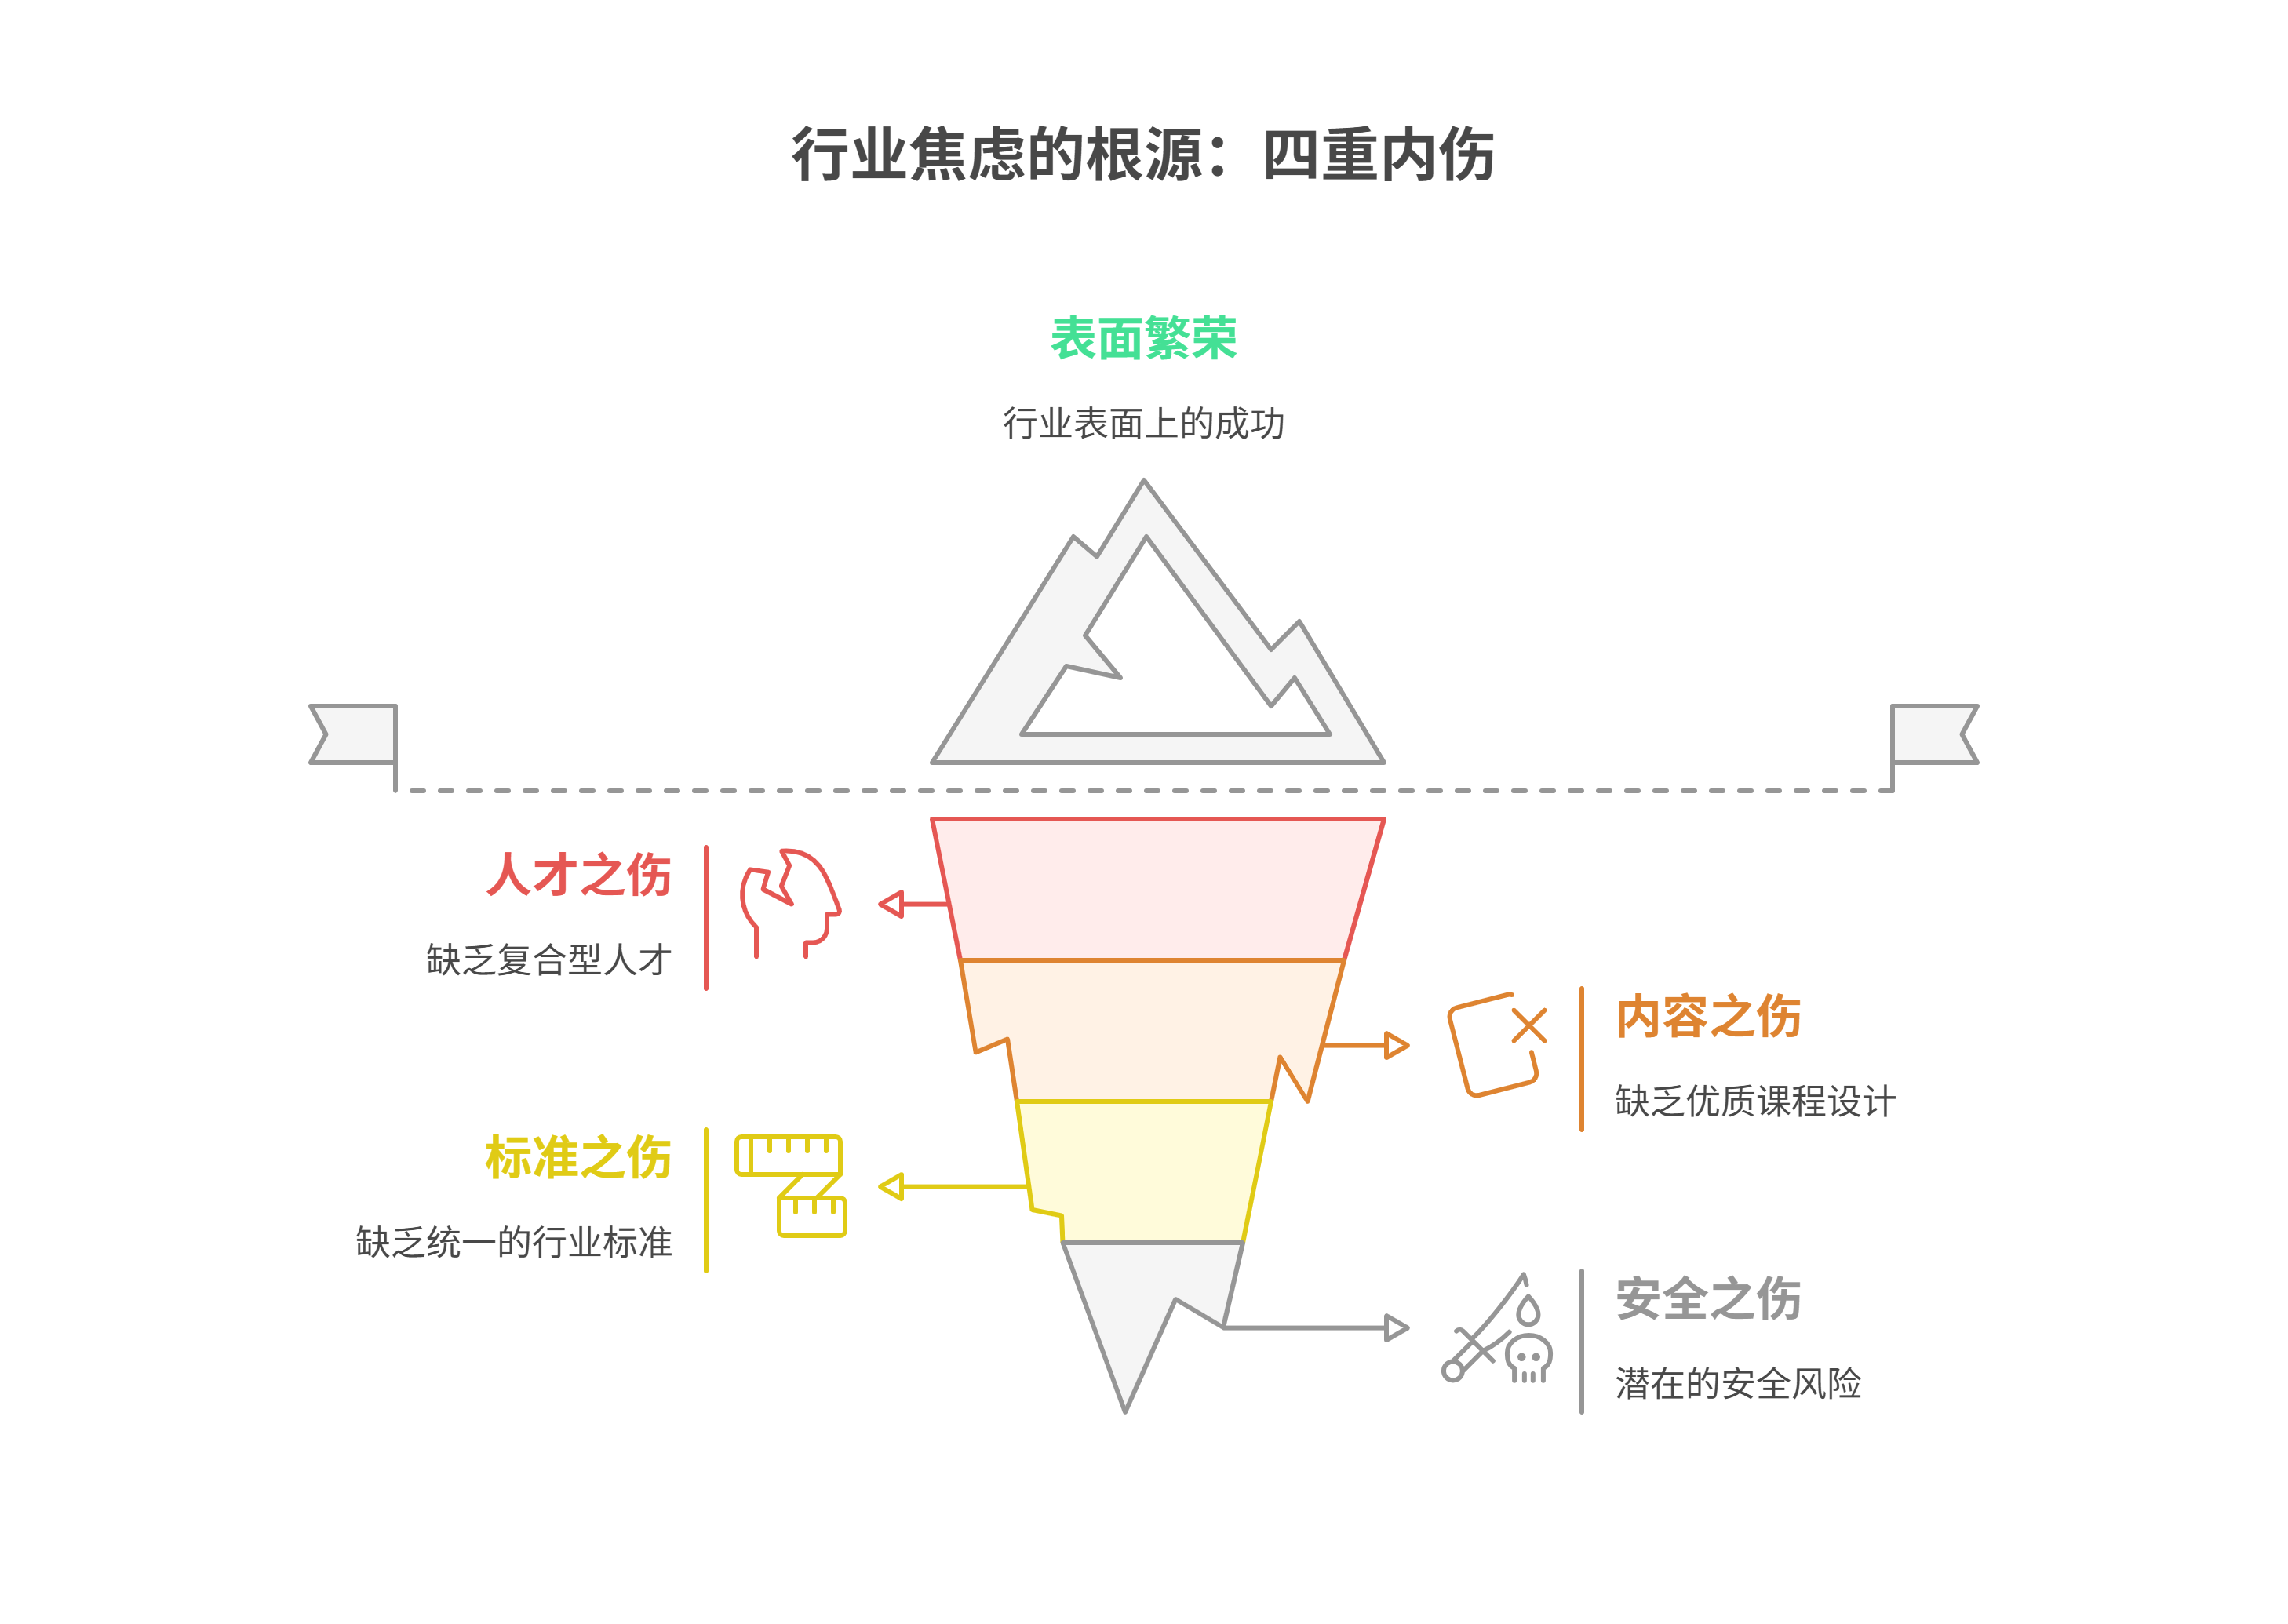 行业焦虑的根源：四重内伤
表面繁荣
行业表面上的成功
人才之伤
缺乏复合型人才
内容之伤
缺乏优质课程设计
标准之伤
缺乏统一的行业标准
安全之伤
潜在的安全风险